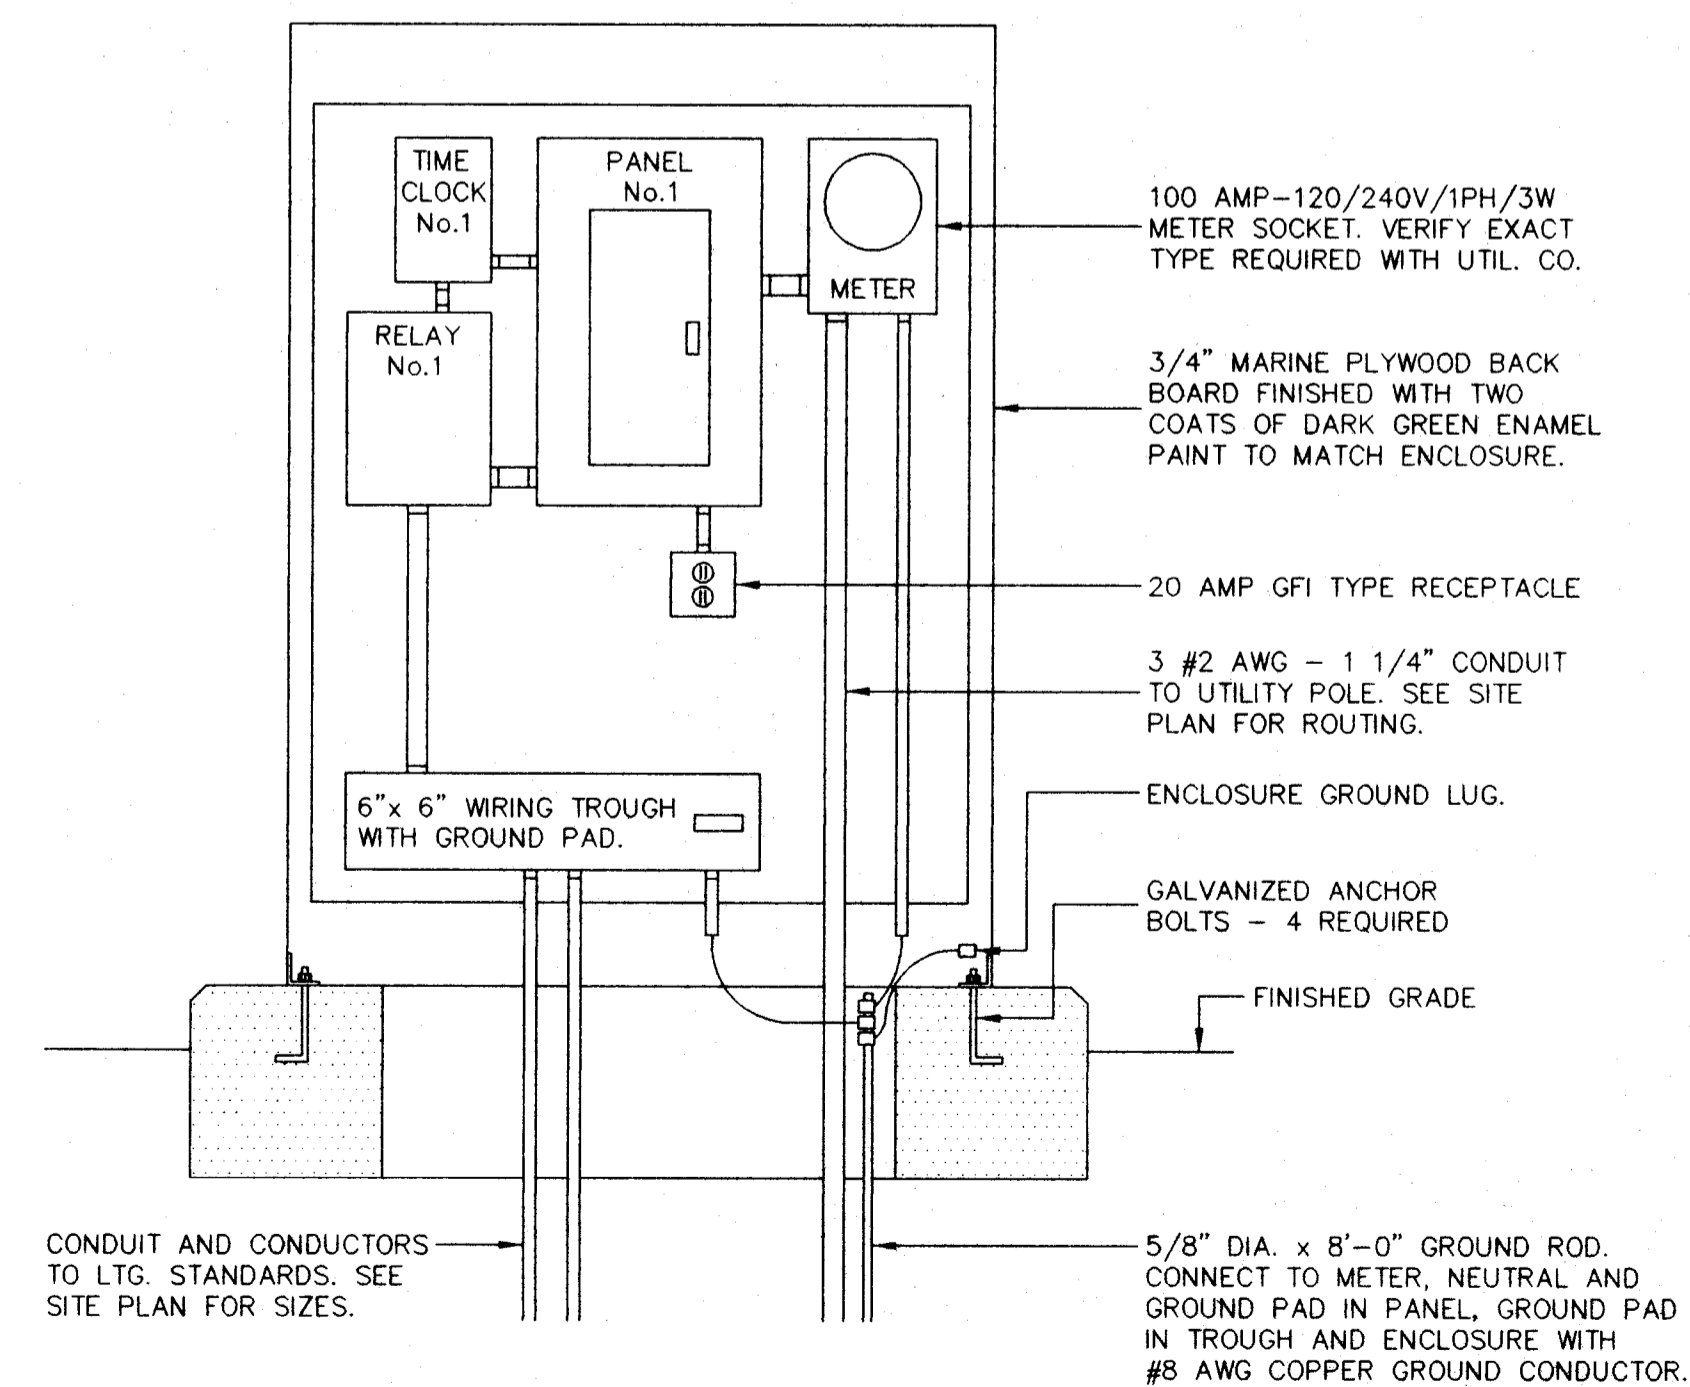 TIME
CLOCK
No.1
PANEL
No.1
METER
RELAY
No.1
100 AMP-120/240V/1PH/3W
METER SOCKET. VERIFY EXACT
TYPE REQUIRED WITH UTIL. CO.
3/4" MARINE PLYWOOD BACK
BOARD FINISHED WITH TWO
COATS OF DARK GREEN ENAMEL
PAINT TO MATCH ENCLOSURE.
20 AMP GFI TYPE RECEPTACLE
3 #2 AWG - 1 1/4" CONDUIT
TO UTILITY POLE. SEE SITE
PLAN FOR ROUTING.
6"x 6" WIRING TROUGH
WITH GROUND PAD.
ENCLOSURE GROUND LUG.
GALVANIZED ANCHOR
BOLTS - 4 REQUIRED
FINISHED GRADE
CONDUIT AND CONDUCTORS
TO LTG. STANDARDS. SEE
SITE PLAN FOR SIZES.
5/8" DIA. x 8'-0" GROUND ROD.
CONNECT TO METER, NEUTRAL AND
GROUND PAD IN PANEL, GROUND PAD
IN TROUGH AND ENCLOSURE WITH
#8 AWG COPPER GROUND CONDUCTOR.